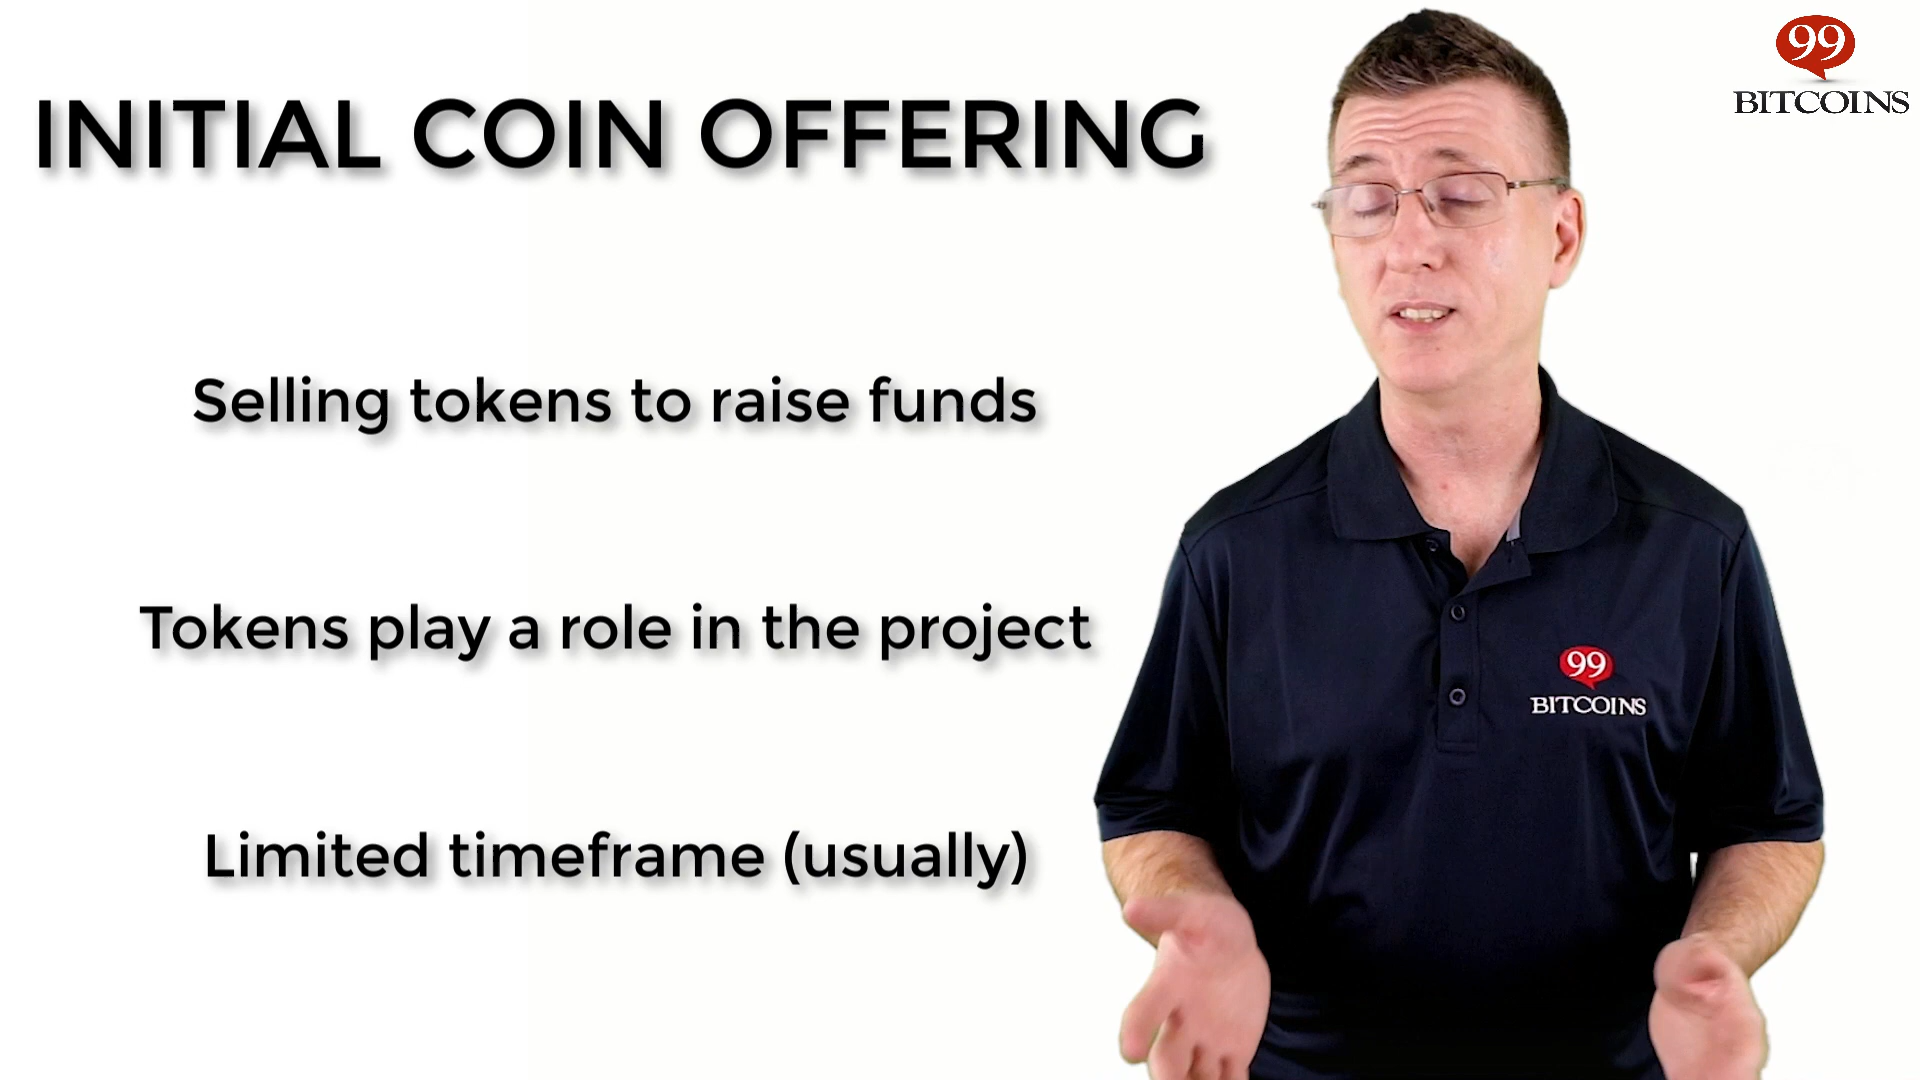 99
BITCOINS
INITIAL COIN OFFERING
Selling tokens to raise funds
Tokens play a role in the project
Limited timeframe (usually)
99
BITCOINS